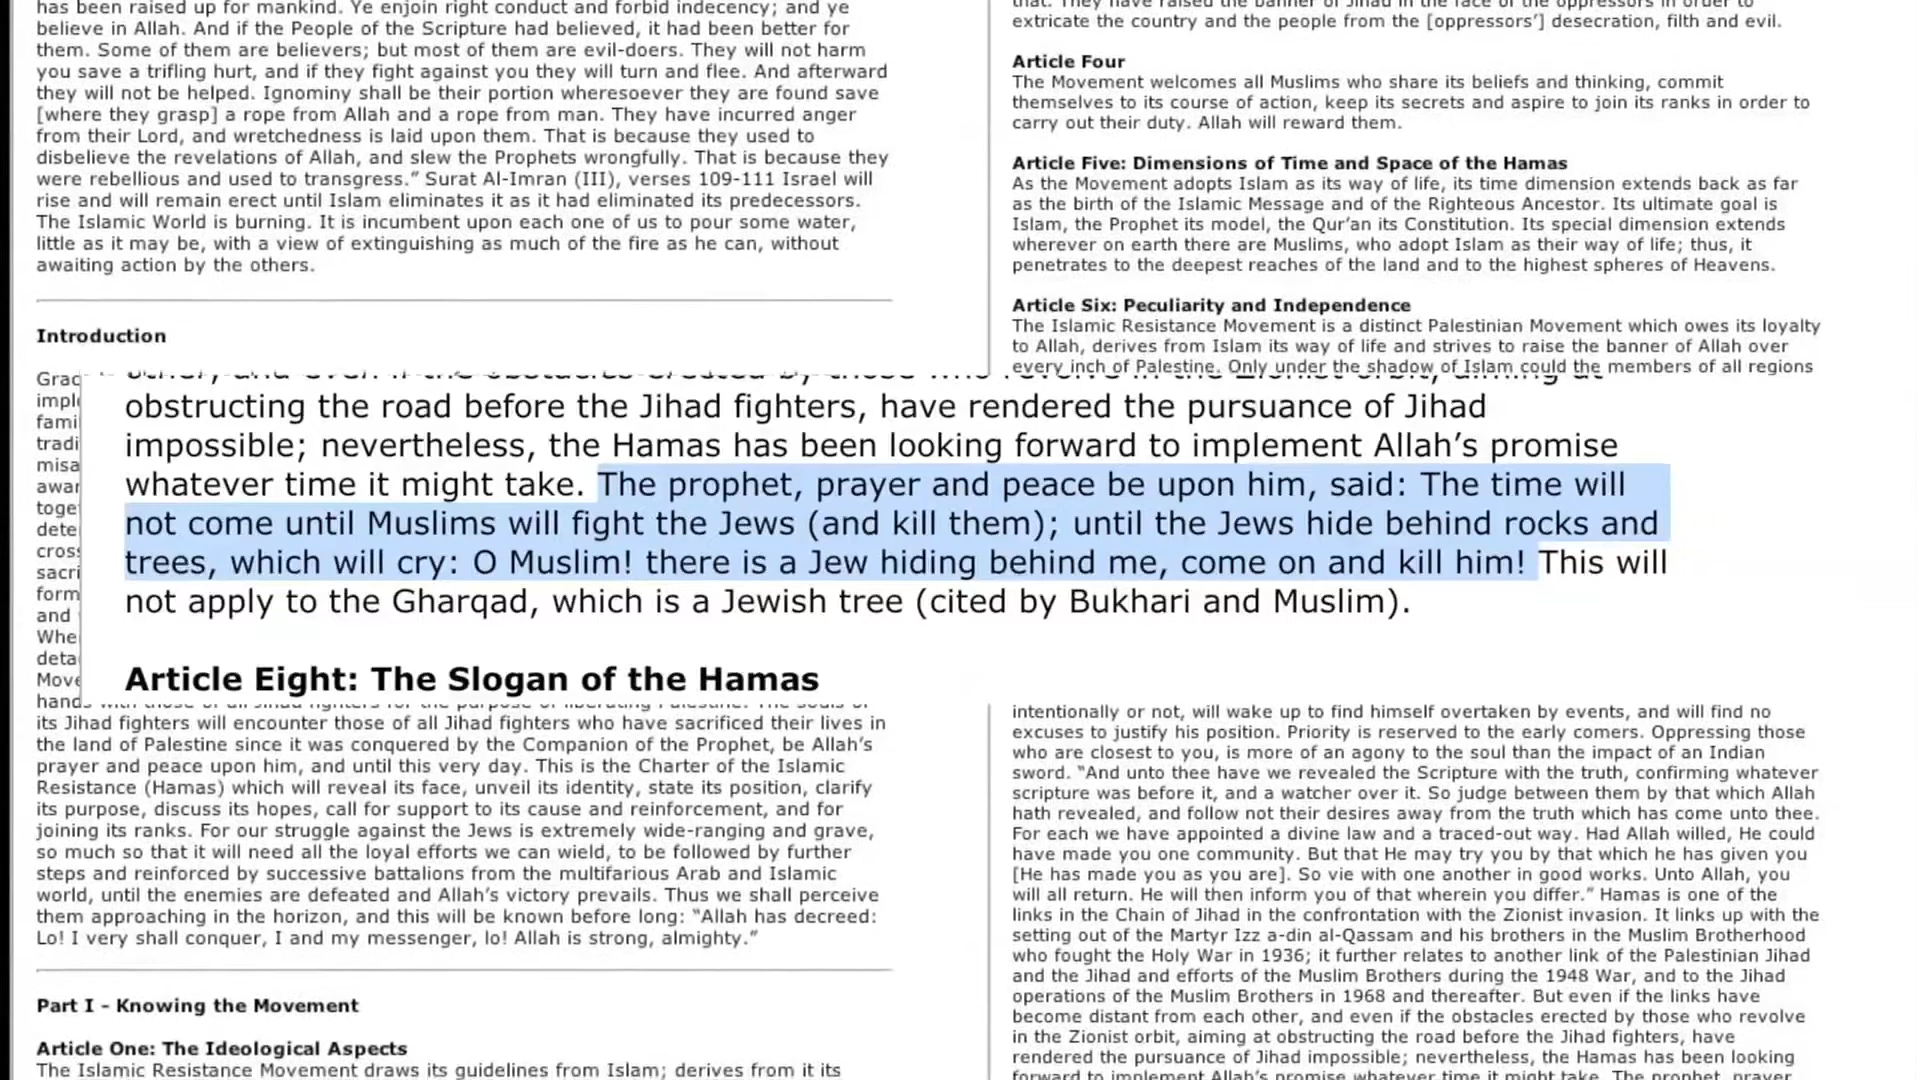 has been raised up for mankind. Ye enjoin right conduct and forbid indecency; and ye
believe in Allah. And if the People of the Scripture had believed, it had been better for
them. Some of them are believers; but most of them are evil-doers. They will not harm
you save a trifling hurt, and if they fight against you they will turn and flee. And afterward
they will not be helped. Ignominy shall be their portion wheresoever they are found save
[where they grasp] a rope from Allah and a rope from man. They have incurred anger
from their Lord, and wretchedness is laid upon them. That is because they used to
disbelieve the revelations of Allah, and slew the Prophets wrongfully. That is because they
were rebellious and used to transgress.” Surat Al-Imran (III), verses 109-111 Israel will
rise and will remain erect until Islam eliminates it as it had eliminated its predecessors.
The Islamic World is burning. It is incumbent upon each one of us to pour some water,
little as it may be, with a view of extinguishing as much of the fire as he can, without
awaiting action by the others.
Introduction
that. They have raised the banner of Jihad in the face of the oppressors in order to
extricate the country and the people from the [oppressors’] desecration, filth and evil.
Article Four
The Movement welcomes all Muslims who share its beliefs and thinking, commit
themselves to its course of action, keep its secrets and aspire to join its ranks in order to
carry out their duty. Allah will reward them.
Article Five: Dimensions of Time and Space of the Hamas
As the Movement adopts Islam as its way of life, its time dimension extends back as far
as the birth of the Islamic Message and of the Righteous Ancestor. Its ultimate goal is
Islam, the Prophet its model, the Qur’an its Constitution. Its special dimension extends
wherever on earth there are Muslims, who adopt Islam as their way of life; thus, it
penetrates to the deepest reaches of the land and to the highest spheres of Heavens.
Article Six: Peculiarity and Independence
The Islamic Resistance Movement is a distinct Palestinian Movement which owes its loyalty
to Allah, derives from Islam its way of life and strives to raise the banner of Allah over
every inch of Palestine. Only under the shadow of Islam could the members of all regions
obstructing the road before the Jihad fighters, have rendered the pursuance of Jihad
impossible; nevertheless, the Hamas has been looking forward to implement Allah’s promise
whatever time it might take. The prophet, prayer and peace be upon him, said: The time will
not come until Muslims will fight the Jews (and kill them); until the Jews hide behind rocks and
trees, which will cry: O Muslim! there is a Jew hiding behind me, come on and kill him! This will
not apply to the Gharqad, which is a Jewish tree (cited by Bukhari and Muslim).
Article Eight: The Slogan of the Hamas
its Jihad fighters will encounter those of all Jihad fighters who have sacrificed their lives in
the land of Palestine since it was conquered by the Companion of the Prophet, be Allah’s
prayer and peace upon him, and until this very day. This is the Charter of the Islamic
Resistance (Hamas) which will reveal its face, unveil its identity, state its position, clarify
its purpose, discuss its hopes, call for support to its cause and reinforcement, and for
joining its ranks. For our struggle against the Jews is extremely wide-ranging and grave,
so much so that it will need all the loyal efforts we can wield, to be followed by further
steps and reinforced by successive battalions from the multifarious Arab and Islamic
world, until the enemies are defeated and Allah’s victory prevails. Thus we shall perceive
them approaching in the horizon, and this will be known before long: “Allah has decreed:
Lo! I very shall conquer, I and my messenger, lo! Allah is strong, almighty.”
Part I - Knowing the Movement
Article One: The Ideological Aspects
The Islamic Resistance Movement draws its guidelines from Islam; derives from it its
intentionally or not, will wake up to find himself overtaken by events, and will find no
excuses to justify his position. Priority is reserved to the early comers. Oppressing those
who are closest to you, is more of an agony to the soul than the impact of an Indian
sword. “And unto thee have we revealed the Scripture with the truth, confirming whatever
scripture was before it, and a watcher over it. So judge between them by that which Allah
hath revealed, and follow not their desires away from the truth which has come unto thee.
For each we have appointed a divine law and a traced-out way. Had Allah willed, He could
have made you one community. But that He may try you by that which he has given you
[He has made you as you are]. So vie with one another in good works. Unto Allah, you
will all return. He will then inform you of that wherein you differ.” Hamas is one of the
links in the Chain of Jihad in the confrontation with the Zionist invasion. It links up with the
setting out of the Martyr Izz a-din al-Qassam and his brothers in the Muslim Brotherhood
who fought the Holy War in 1936; it further relates to another link of the Palestinian Jihad
and the Jihad and efforts of the Muslim Brothers during the 1948 War, and to the Jihad
operations of the Muslim Brothers in 1968 and thereafter. But even if the links have
become distant from each other, and even if the obstacles erected by those who revolve
in the Zionist orbit, aiming at obstructing the road before the Jihad fighters, have
rendered the pursuance of Jihad impossible; nevertheless, the Hamas has been looking
forward to implement Allah’s promise whatever time it might take. The prophet, prayer